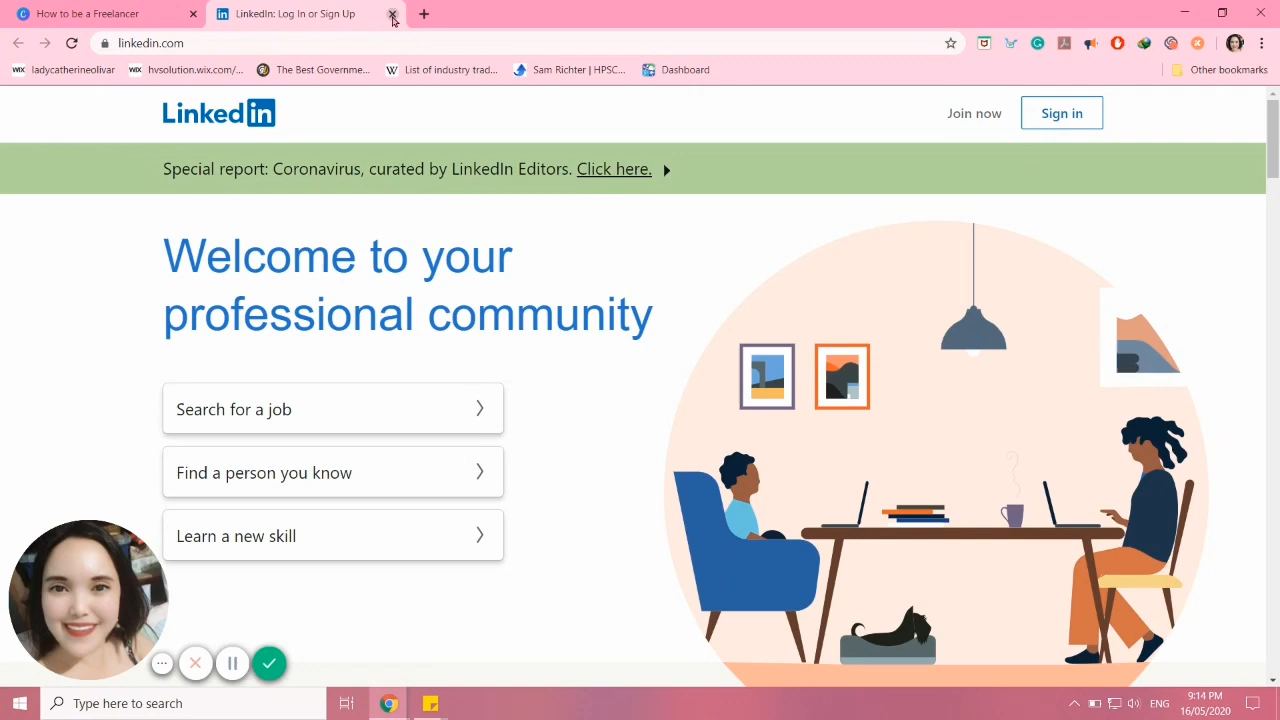 How to be a Freelancer
LinkedIn: Log In or Sign Up
linkedin.com
ladycatherineolivar
hvsolution.wix.com/...
The Best Governme...
List of industry trad...
Sam Richter | HPSC...
Dashboard
Other bookmarks
Linked in
Join now
Sign in
Special report: Coronavirus, curated by LinkedIn Editors. Click here.
Welcome to your
professional community
Search for a job
Find a person you know
Learn a new skill
Type here to search
ENG
9:14 PM
16/05/2020